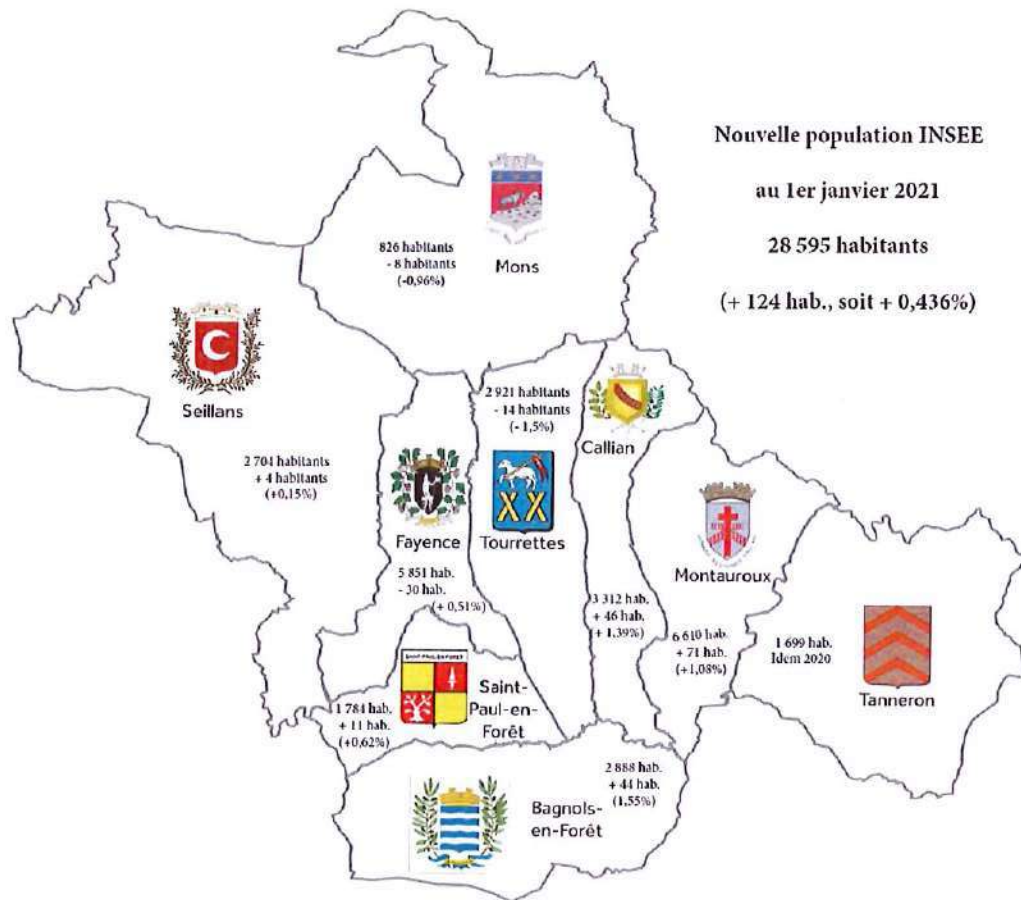 Nouvelle population INSEE
au 1er janvier 2021
28 595 habitants
(+ 124 hab., soit + 0,436%)
826 habitants
- 8 habitants
(-0,96%)
Mons
Seillans
2 704 habitants
+ 4 habitants
(+0,15%)
2 921 habitants
- 14 habitants
(- 1,5%)
Callian
Fayence
5 851 hab.
- 30 hab.
(+ 0,51%)
Tourrettes
3 312 hab.
+ 46 hab.
(+ 1,39%)
Montauroux
6 610 hab.
+ 71 hab.
(+1,08%)
1 699 hab.
Idem 2020
Tanneron
SAINT-PAUL-EN-FORÊT
Saint-
Paul-en-
Forêt
1 784 hab.
+ 11 hab.
(+0,62%)
2 888 hab.
+ 44 hab.
(1,55%)
Bagnols-
en-Forêt